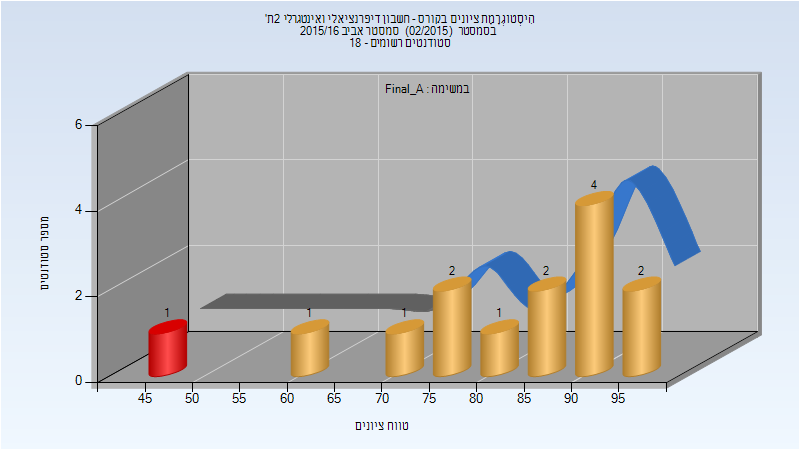 היסטוגרמת ציונים בקורס - חשבון דיפרנציאלי ואינטגרלי 2ת'
בסמסטר (02/2015) סמסטר אביב 2015/16
סטודנטים רשומים - 18
במשימה : Final_A
מספר סטודנטים
6
4
2
0
1
1
1
2
1
2
4
2
45 50 55 60 65 70 75 80 85 90 95
טווח ציונים